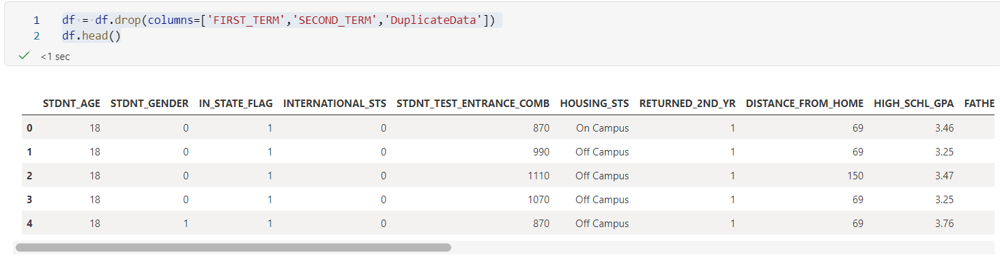 1 df = df.drop(columns=['FIRST_TERM','SECOND_TERM','DuplicateData'])
2 df.head()
<1 sec
STDNT_AGE STDNT_GENDER IN_STATE_FLAG INTERNATIONAL_STS STDNT_TEST_ENTRANCE_COMB HOUSING_STS RETURNED_2ND_YR DISTANCE_FROM_HOME HIGH_SCHL_GPA FATHE
0 18 0 1 0 870 On Campus 1 69 3.46
1 18 0 1 0 990 Off Campus 1 69 3.25
2 18 0 1 0 1110 Off Campus 1 150 3.47
3 18 0 1 0 1070 Off Campus 1 69 3.25
4 18 1 1 0 870 Off Campus 1 69 3.76